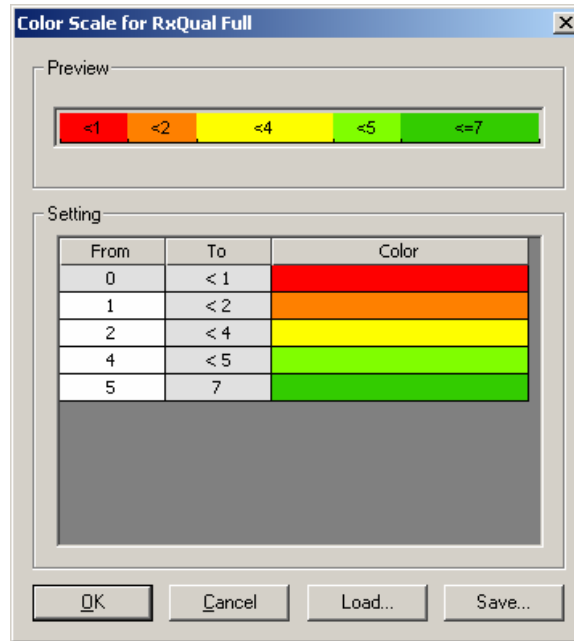 Color Scale for RxQual Full
Preview
<1 <2 <4 <5 <=7
Setting
From To Color
0 < 1
1 < 2
2 < 4
4 < 5
5 7
OK Cancel Load... Save...